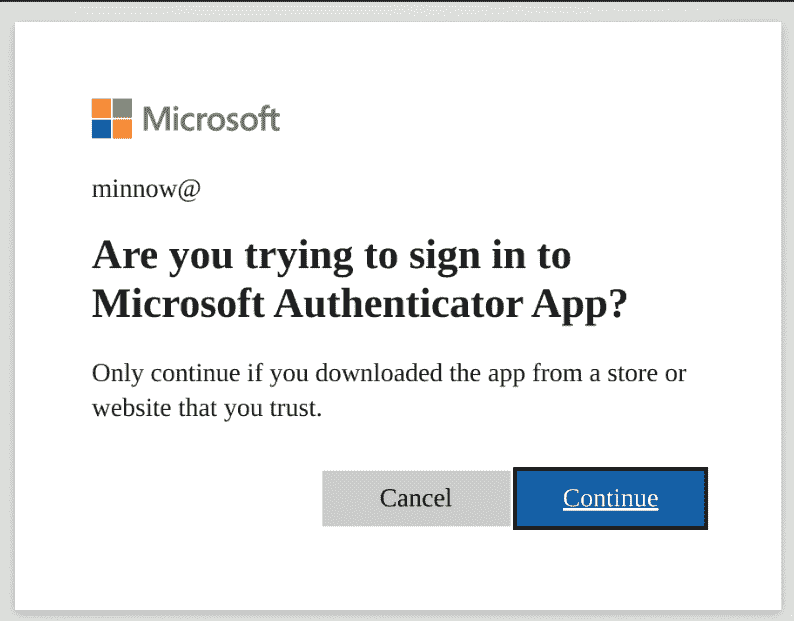 Microsoft
minnow@
Are you trying to sign in to
Microsoft Authenticator App?
Only continue if you downloaded the app from a store or
website that you trust.
Cancel Continue